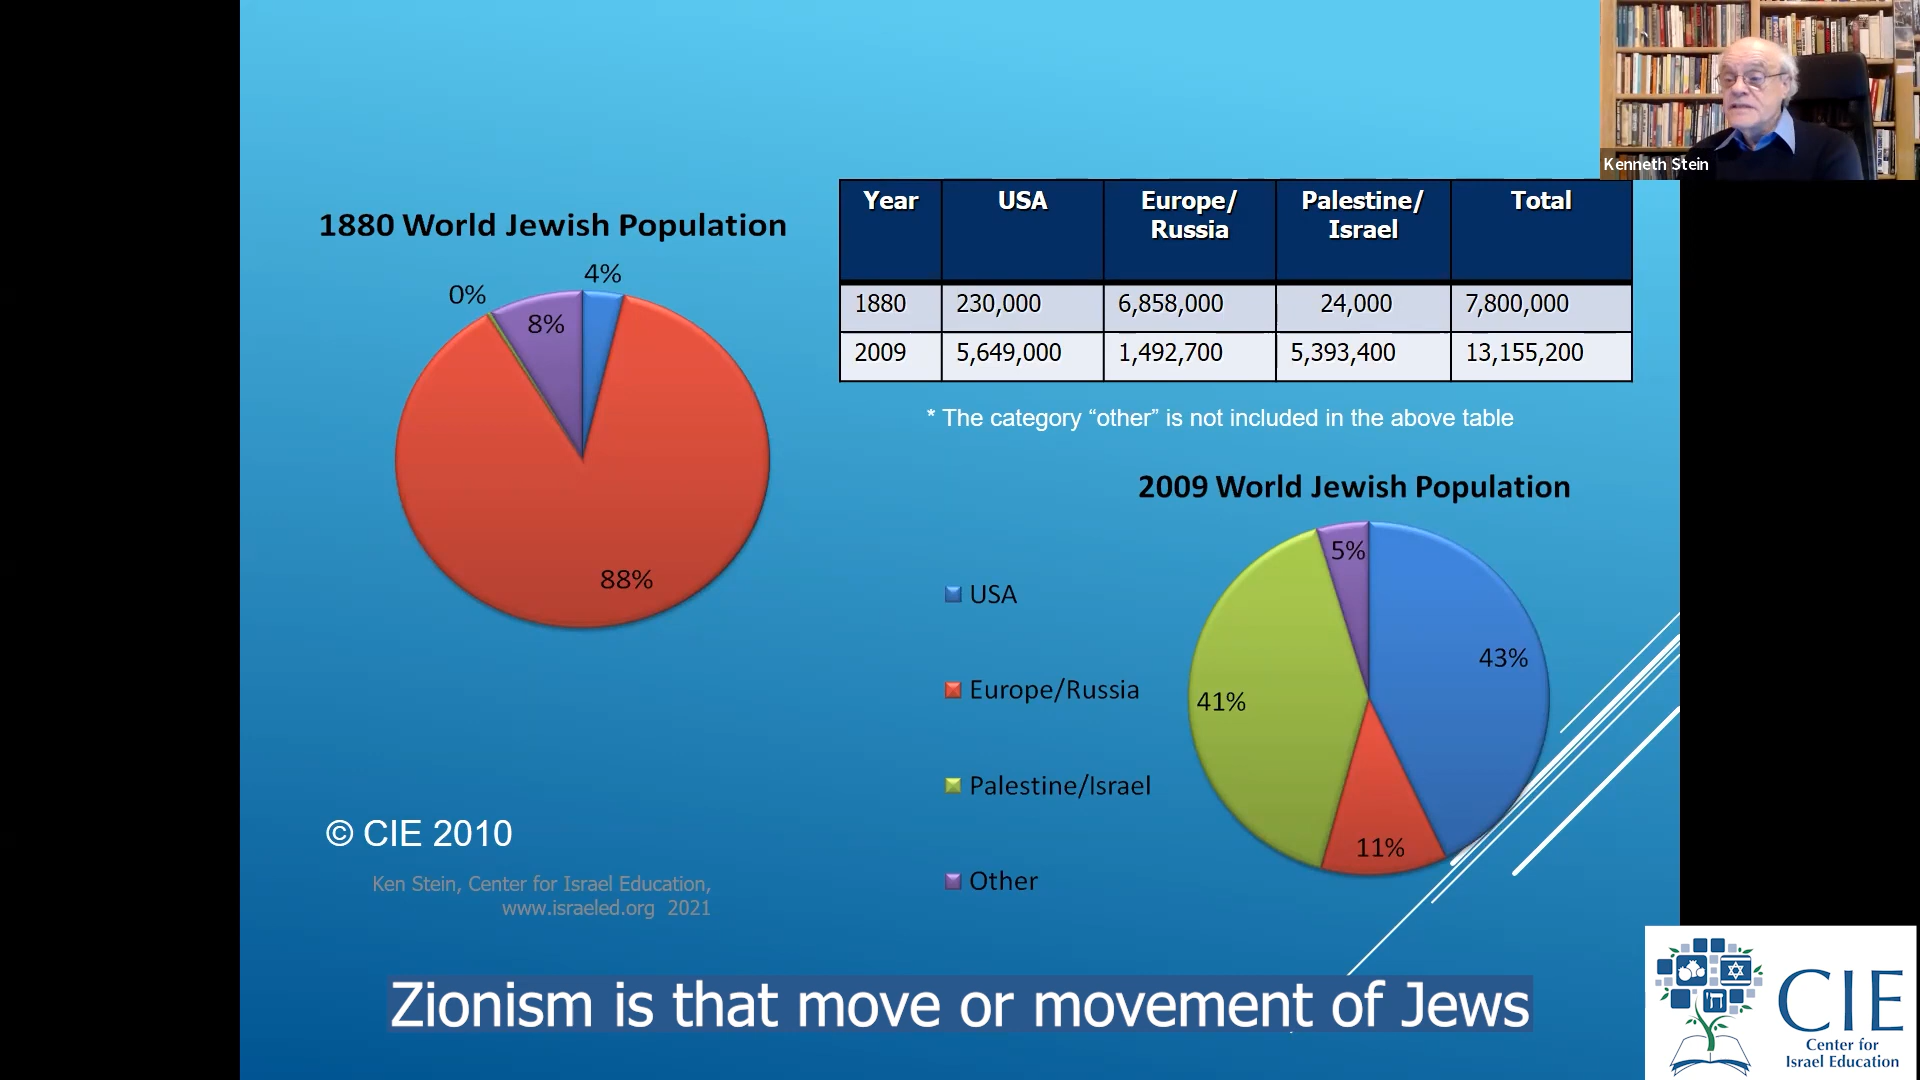 Kenneth Stein
1880 World Jewish Population
4%
0%
8%
88%
Year USA Europe/ Palestine/ Total
Russia Israel
1880 230,000 6,858,000 24,000 7,800,000
2009 5,649,000 1,492,700 5,393,400 13,155,200
* The category “other” is not included in the above table
2009 World Jewish Population
5%
43%
41%
11%
USA
Europe/Russia
Palestine/Israel
Other
© CIE 2010
Ken Stein, Center for Israel Education,
www.israeled.org 2021
Zionism is that move or movement of Jews
CIE
Center for
Israel Education